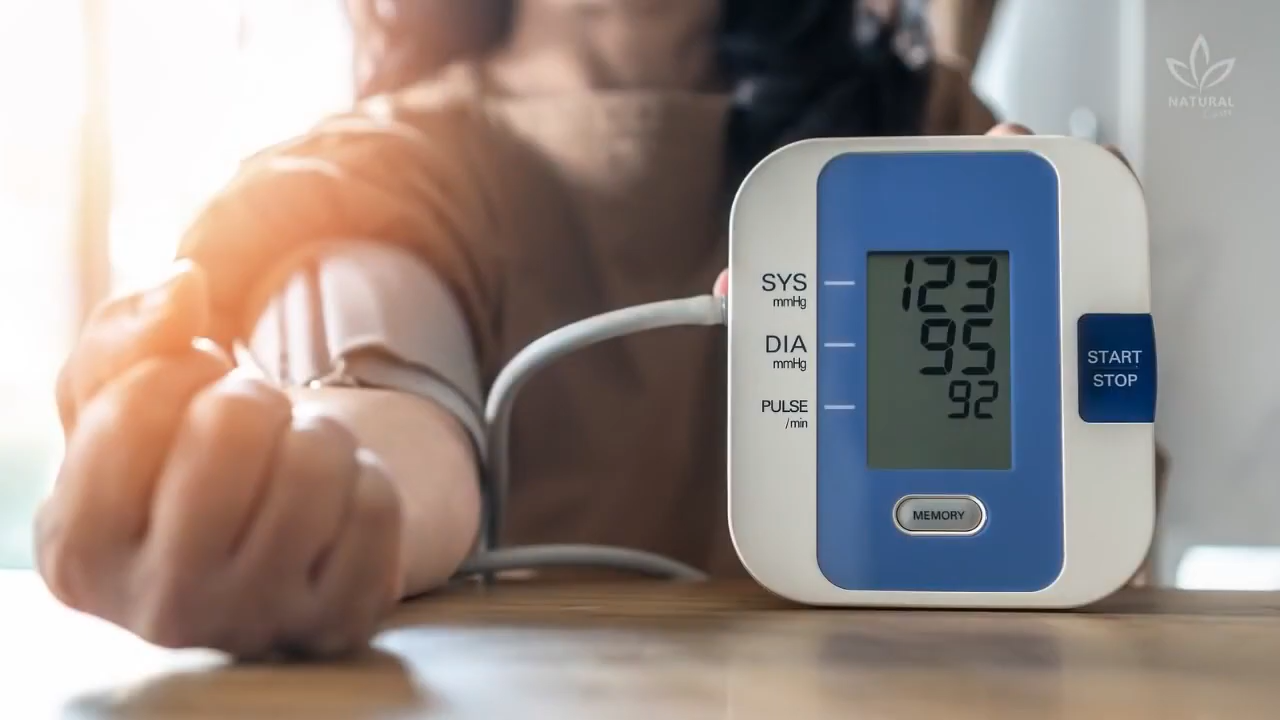 NATURAL
SYS
mmHg
123
DIA
mmHg
95
PULSE
/min
92
START
STOP
MEMORY